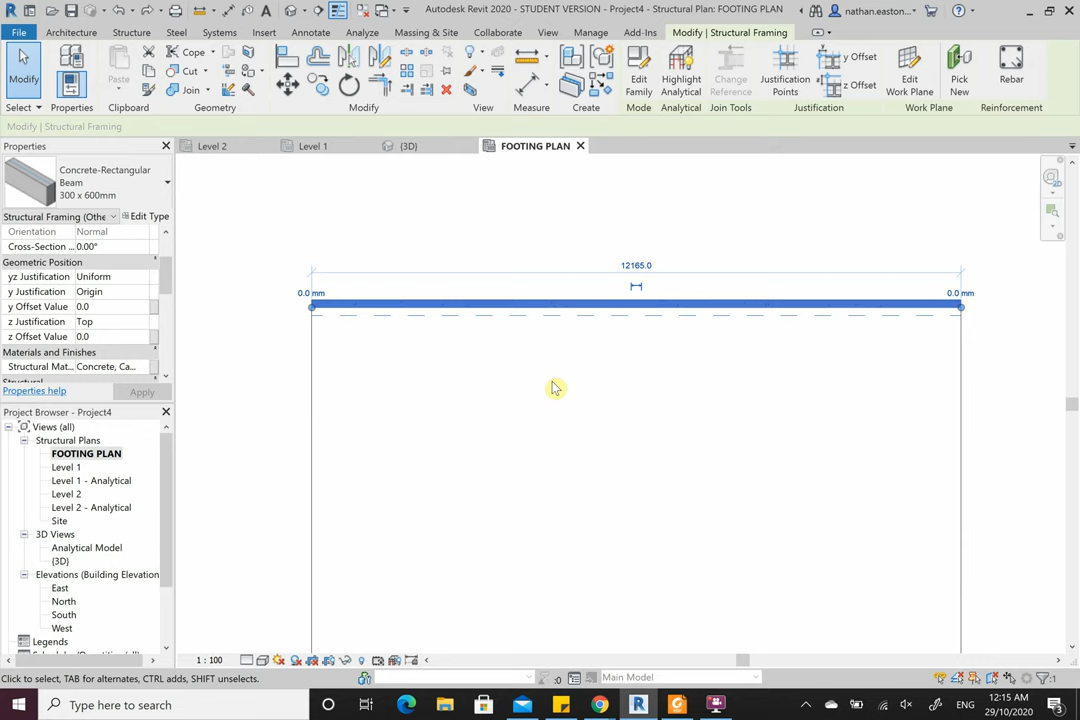 Autodesk Revit 2020 - STUDENT VERSION - Project4 - Structural Plan: FOOTING PLAN
nathan.easton...
File Architecture Structure Steel Systems Insert Annotate Analyze Massing & Site Collaborate View Manage Add-Ins Modify | Structural Framing
Modify
Properties
Paste
Cope
Cut
Join
Edit Family
Highlight Analytical
Change Reference
Justification Points
y Offset
z Offset
Edit Work Plane
Pick New
Rebar
Select Properties Clipboard Geometry Modify View Measure Create Mode Analytical Join Tools Justification Work Plane Reinforcement
Modify | Structural Framing
Properties
Level 2 Level 1 {3D} FOOTING PLAN
Concrete-Rectangular
Beam
300 x 600mm
Structural Framing (Othe Edit Type
Orientation Normal
Cross-Section ... 0.00°
Geometric Position
yz Justification Uniform
y Justification Origin
y Offset Value 0.0
z Justification Top
z Offset Value 0.0
Materials and Finishes
Structural Mat... Concrete, Ca...
Structural
Properties help Apply
12165.0
0.0 mm 0.0 mm
Project Browser - Project4
Views (all)
Structural Plans
FOOTING PLAN
Level 1
Level 1 - Analytical
Level 2
Level 2 - Analytical
Site
3D Views
Analytical Model
{3D}
Elevations (Building Elevation
East
North
South
West
Legends
1 : 100
Click to select, TAB for alternates, CTRL adds, SHIFT unselects.
:0 Main Model :1
Type here to search
ENG
12:15 AM
29/10/2020
3